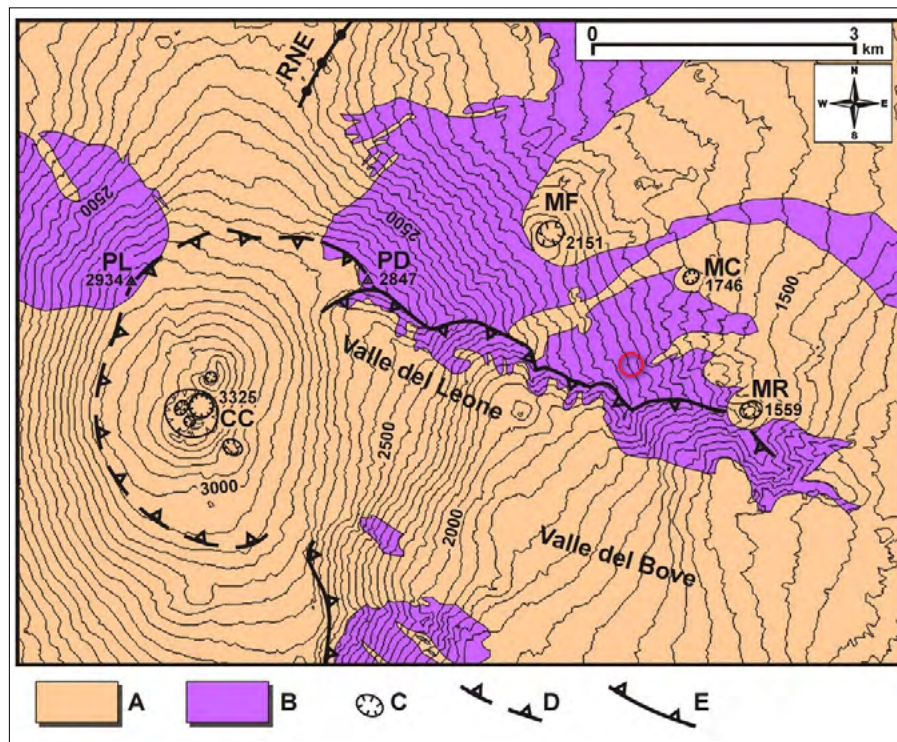 RNE
0 3
km
N
W E
S
2500
PL
2934
PD
2847
2500
MF
2151
MC
1746
1500
Valle del Leone
3325
CC
MR
1559
2500
3000
2000
Valle del Bove
A B C D E